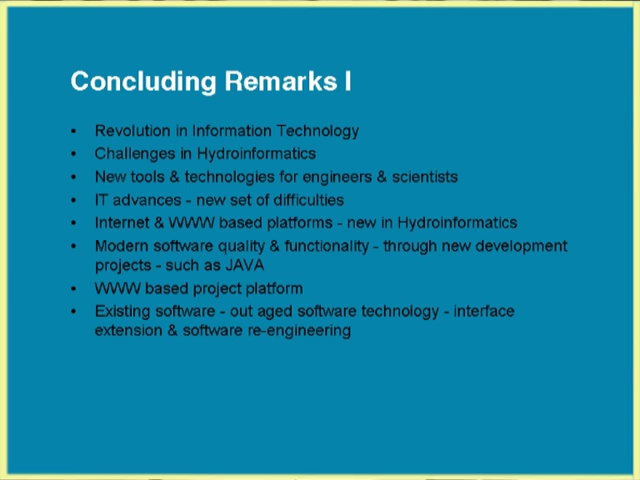 Concluding Remarks I
• Revolution in Information Technology
• Challenges in Hydroinformatics
• New tools & technologies for engineers & scientists
• IT advances - new set of difficulties
• Internet & WWW based platforms - new in Hydroinformatics
• Modern software quality & functionality - through new development
projects - such as JAVA
• WWW based project platform
• Existing software - out aged software technology - interface
extension & software re-engineering